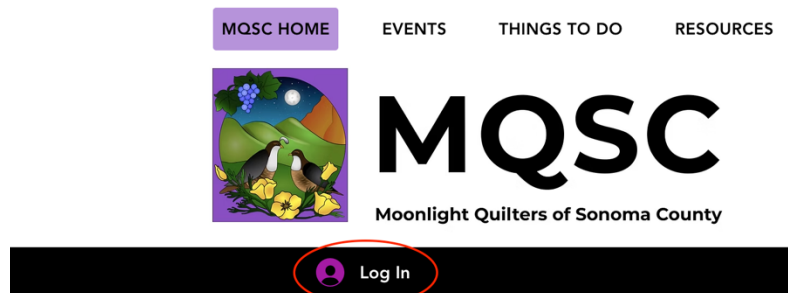 MQSC HOME EVENTS THINGS TO DO RESOURCES
MQSC
Moonlight Quilters of Sonoma County
Log In